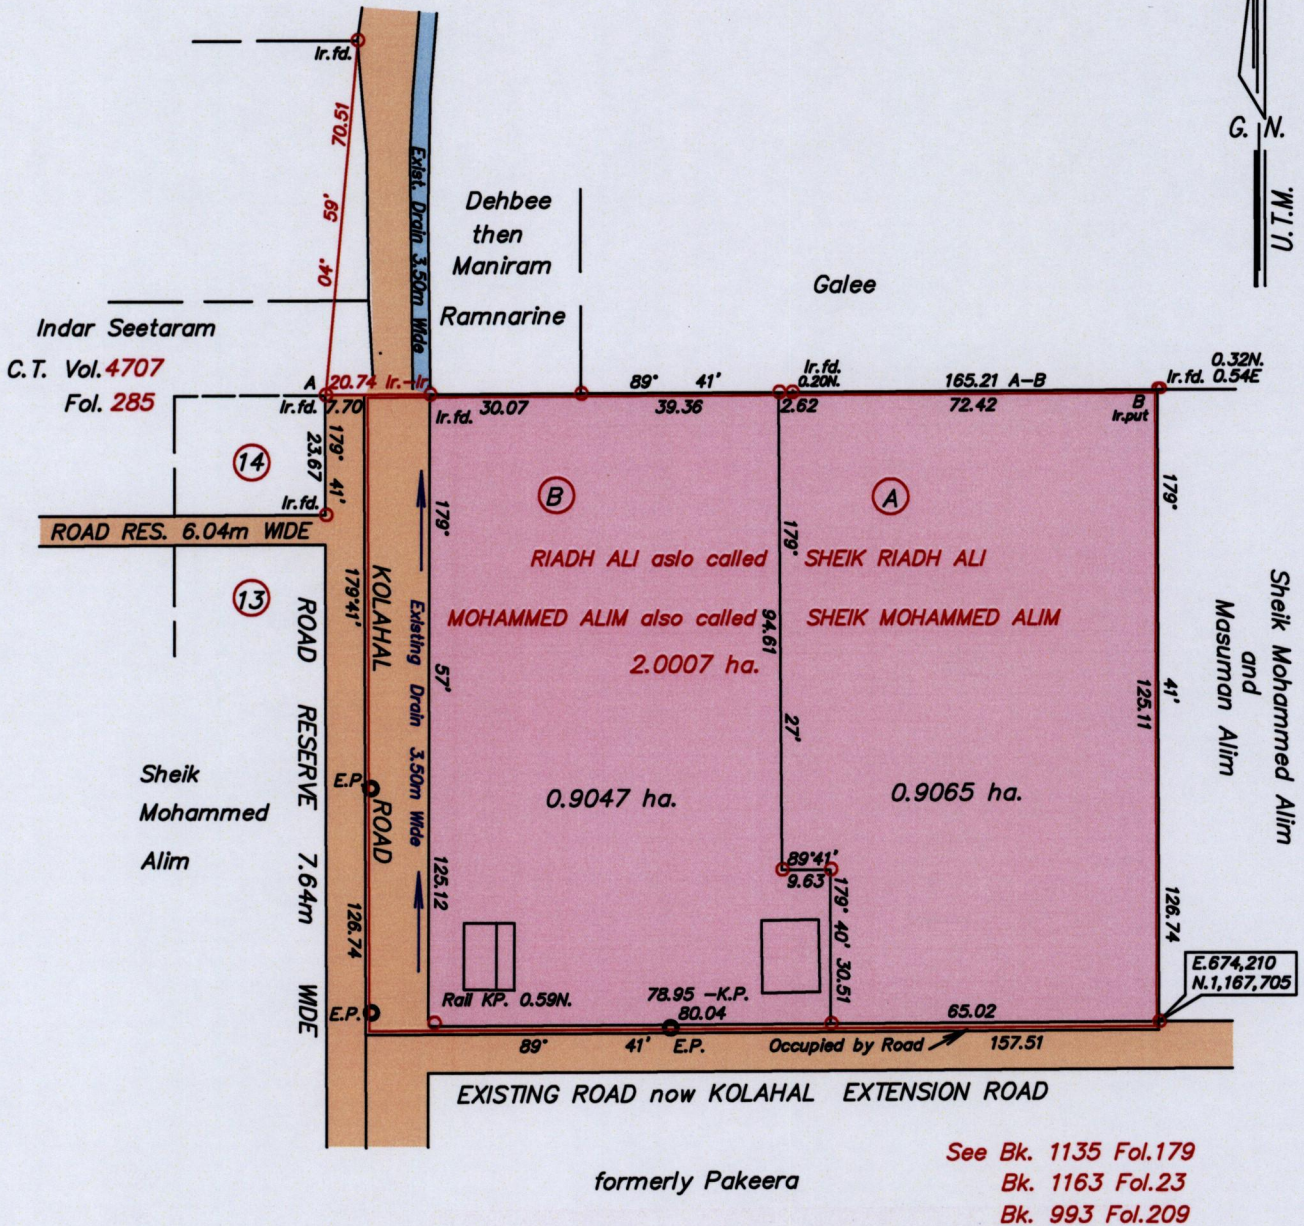 Ir.fd.
G. N.
U.T.M.
70.51
59'
04°
Exist. Drain 3.50m Wide
Dehbee
then
Maniram
Ramnarine
Galee
Indar Seetaram
C.T. Vol.4707
Fol. 285
A 20.74 Ir.-Ir
89° 41'
Ir.fd.
0.20N.
165.21 A-B
0.32N.
Ir.fd. 0.54E
Ir.fd. 7.70
Ir.fd. 30.07
39.36
2.62
72.42
B
Ir.put
179° 41'
23.67
Ir.fd.
14
ROAD RES. 6.04m WIDE
13
179°41'
126.74
ROAD RESERVE 7.64m WIDE
KOLAHAL ROAD
Existing Drain 3.50m Wide
179° 57'
125.12
B
A
179° 27'
94.61
RIADH ALI aslo called SHEIK RIADH ALI
MOHAMMED ALIM also called SHEIK MOHAMMED ALIM
2.0007 ha.
179° 41'
125.11
126.74
Sheik Mohammed Alim
and
Masuman Alim
Sheik
Mohammed
Alim
E.P.
0.9047 ha.
0.9065 ha.
89°41'
9.63
179° 40' 30.51
E.P.
Rail KP. 0.59N.
78.95 -K.P.
80.04
65.02
E.674,210
N.1,167,705
89° 41' E.P.
Occupied by Road
157.51
EXISTING ROAD now KOLAHAL EXTENSION ROAD
formerly Pakeera
See Bk. 1135 Fol.179
Bk. 1163 Fol.23
Bk. 993 Fol.209